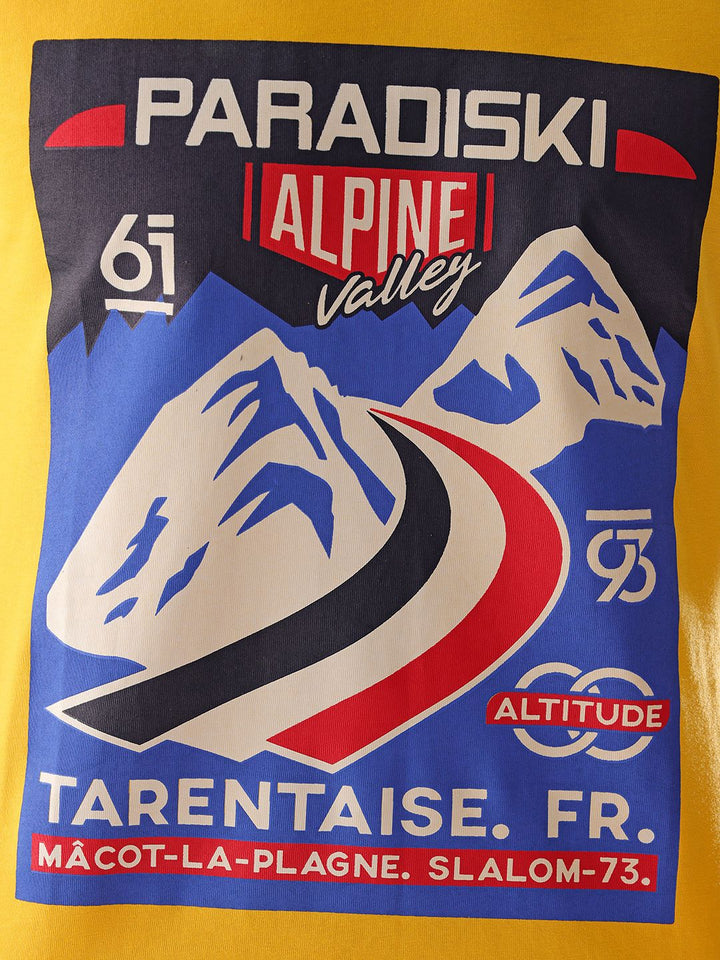 PARADISKI
ALPINE
Valley
61
93
ALTITUDE
TARENTAISE. FR.
MÂCOT-LA-PLAGNE. SLALOM-73.